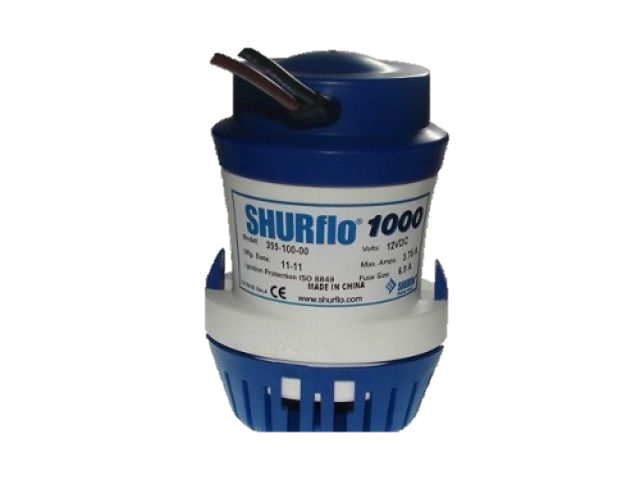 SHURflo® 1000
Model: 355-100-00 Volts: 12VDC
Mfg. Date: 11-11 Max. Amps: 3.75 A
Ignition Protection ISO 8849 Fuse Size: 6.0 A
CE MADE IN CHINA
www.shurflo.com SHURflo